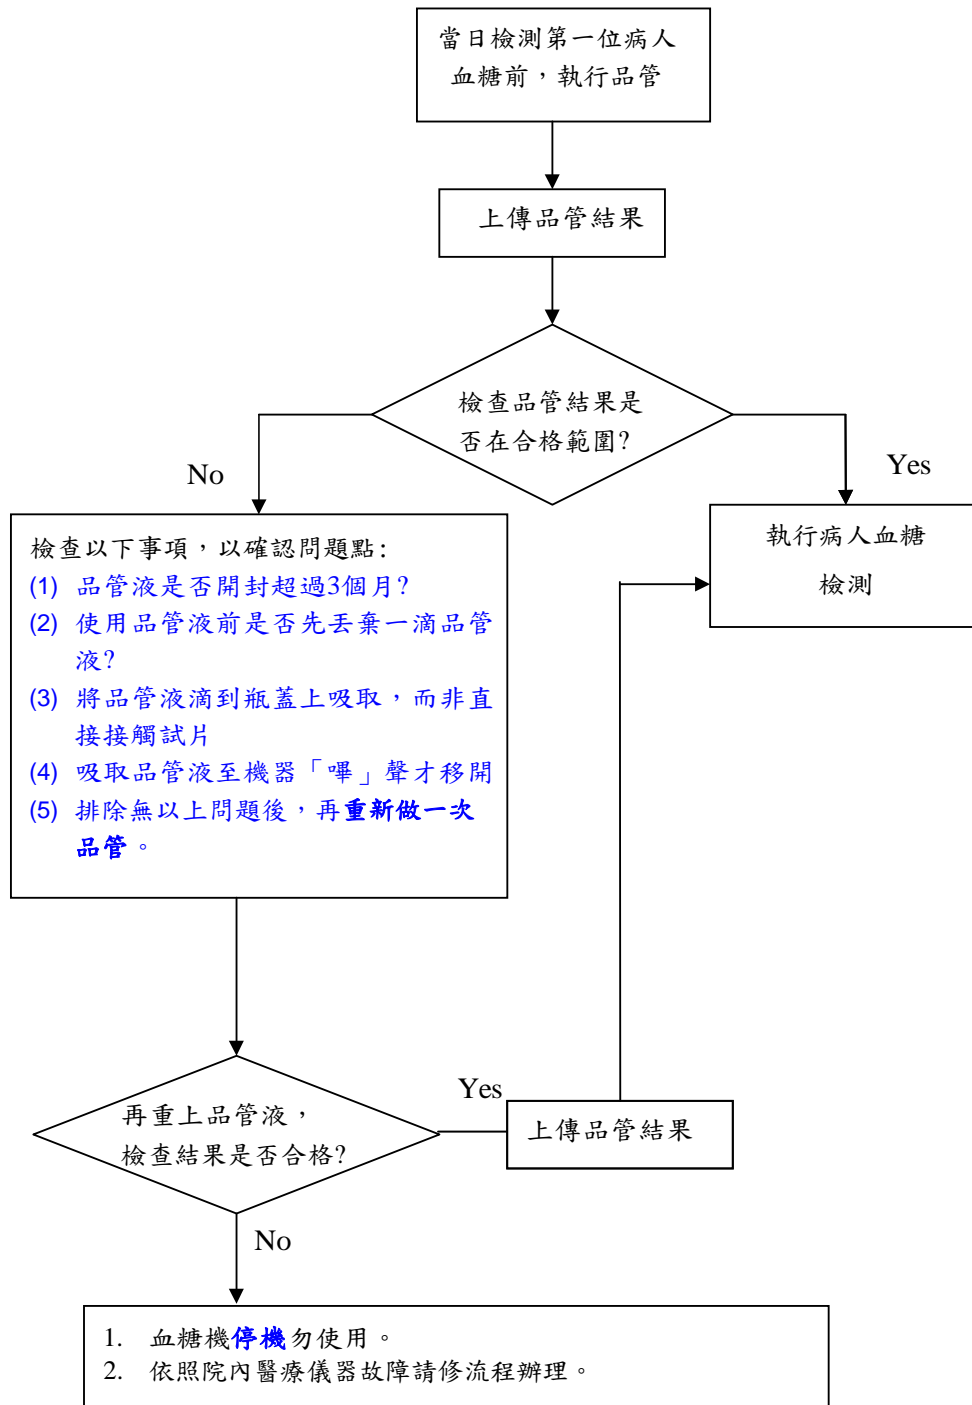 當日檢測第一位病人
血糖前，執行品管
上傳品管結果
檢查品管結果是
否在合格範圍?
No
Yes
檢查以下事項，以確認問題點:
(1) 品管液是否開封超過3個月?
(2) 使用品管液前是否先丟棄一滴品管
液?
(3) 將品管液滴到瓶蓋上吸取，而非直
接接觸試片
(4) 吸取品管液至機器「嗶」聲才移開
(5) 排除無以上問題後，再重新做一次
品管。
執行病人血糖
檢測
再重上品管液，
檢查結果是否合格?
Yes
上傳品管結果
No
1. 血糖機停機勿使用。
2. 依照院內醫療儀器故障請修流程辦理。